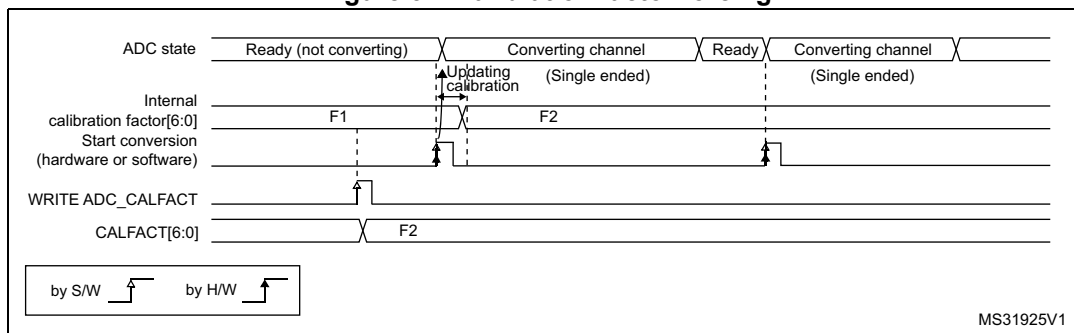 ADC state
Ready (not converting)
Converting channel
Ready
Converting channel
Updating
calibration
(Single ended)
(Single ended)
Internal
calibration factor[6:0]
F1
F2
Start conversion
(hardware or software)
WRITE ADC_CALFACT
CALFACT[6:0]
F2
by S/W
by H/W
MS31925V1